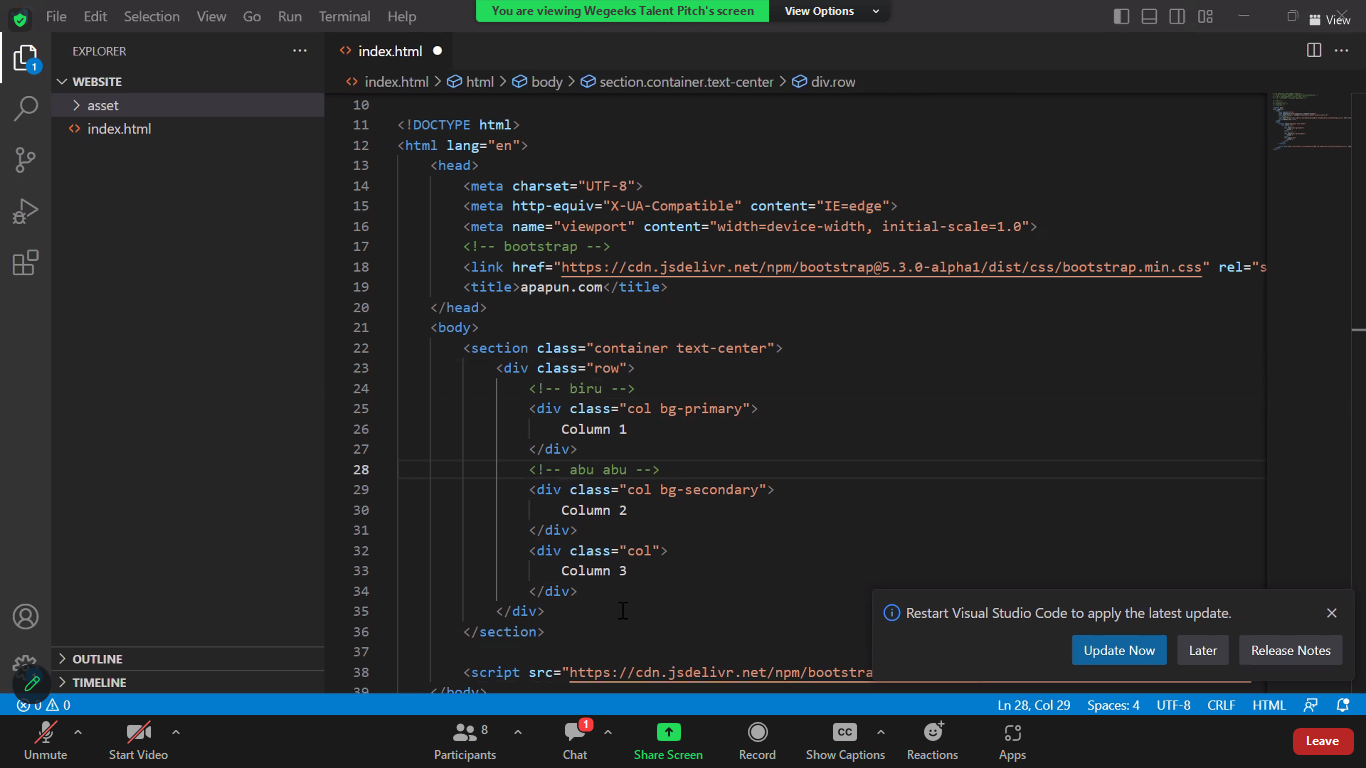 You are viewing Wegeeks Talent Pitch's screen View Options
File Edit Selection View Go Run Terminal Help
View
EXPLORER
1
WEBSITE
asset
index.html
OUTLINE
TIMELINE
index.html
index.html html body section.container.text-center div.row
10
11 <!DOCTYPE html>
12 <html lang="en">
13 <head>
14 <meta charset="UTF-8">
15 <meta http-equiv="X-UA-Compatible" content="IE=edge">
16 <meta name="viewport" content="width=device-width, initial-scale=1.0">
17 <!-- bootstrap -->
18 <link href="https://cdn.jsdelivr.net/npm/bootstrap@5.3.0-alpha1/dist/css/bootstrap.min.css" rel="s
19 <title>apapun.com</title>
20 </head>
21 <body>
22 <section class="container text-center">
23 <div class="row">
24 <!-- biru -->
25 <div class="col bg-primary">
26 Column 1
27 </div>
28 <!-- abu abu -->
29 <div class="col bg-secondary">
30 Column 2
31 </div>
32 <div class="col">
33 Column 3
34 </div>
35 </div>
36 </section>
37
38 <script src="https://cdn.jsdelivr.net/npm/bootstra
39 </body>
Restart Visual Studio Code to apply the latest update.
Update Now Later Release Notes
0 0 Ln 28, Col 29 Spaces: 4 UTF-8 CRLF HTML
Unmute Start Video Participants 8 Chat 1 Share Screen Record CC Show Captions Reactions Apps Leave